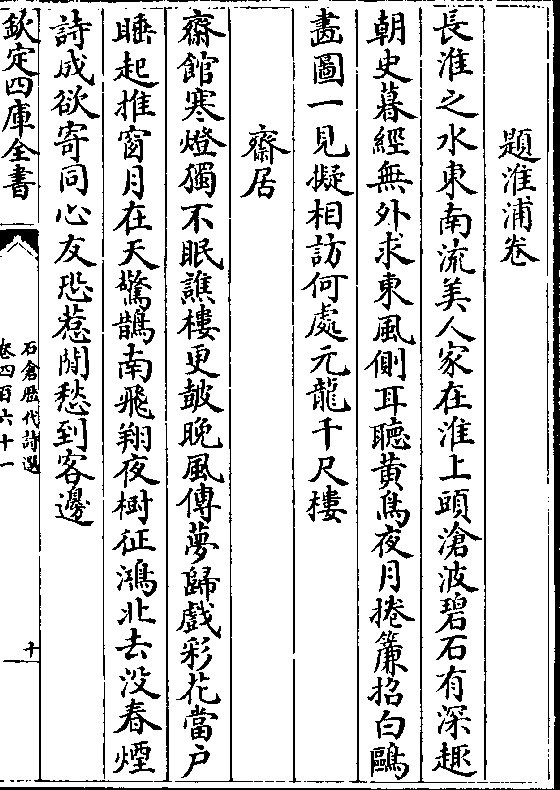 題淮浦卷
長淮之水東南流美人家在淮上頭滄波碧石有深趣
朝史暮經無外求東風側耳聽黄鳥夜月捲簾招白鷗
畫圖一見擬相訪何處元龍千尺樓
齋居
齋館寒燈獨不眠譙樓更鼓晚風傳夢歸戲彩花當户
睡起推窗月在天驚鵲南飛翔夜樹征鴻北去没春煙
詩成欲寄同心友恐惹閒愁到客邊
欽定四庫全書
石倉歷代詩選
卷四百六十一
十